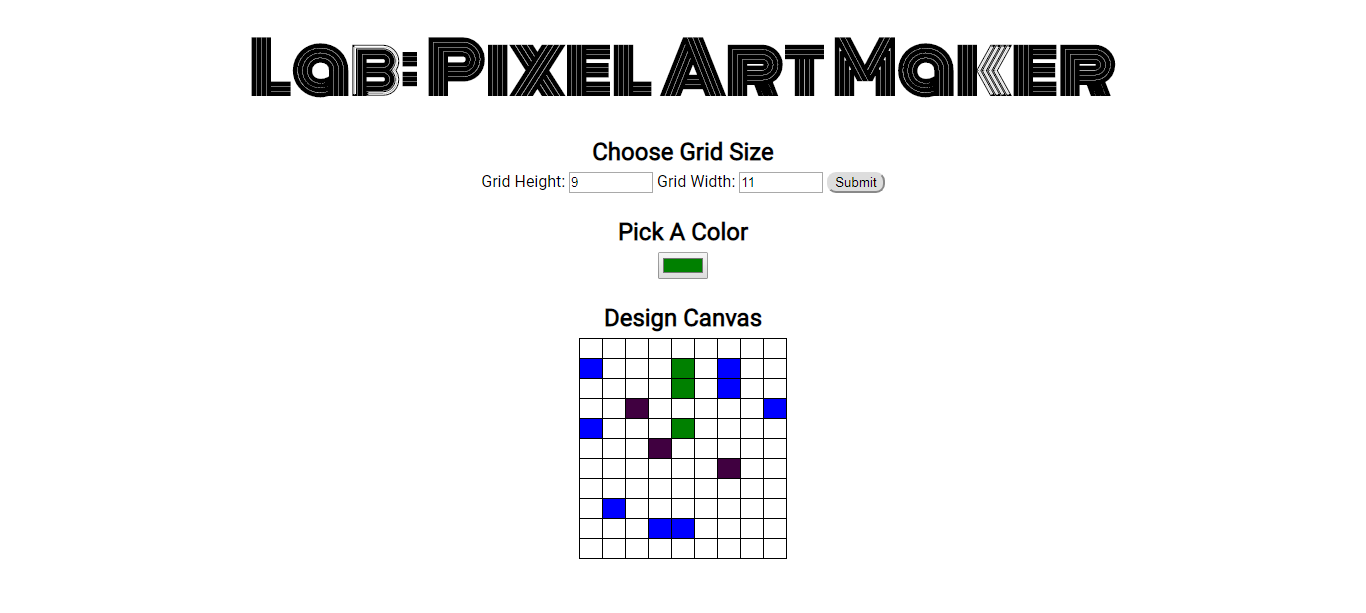 Lab: Pixel Art Maker
Choose Grid Size
Grid Height: 9 Grid Width: 11 Submit
Pick A Color
Design Canvas